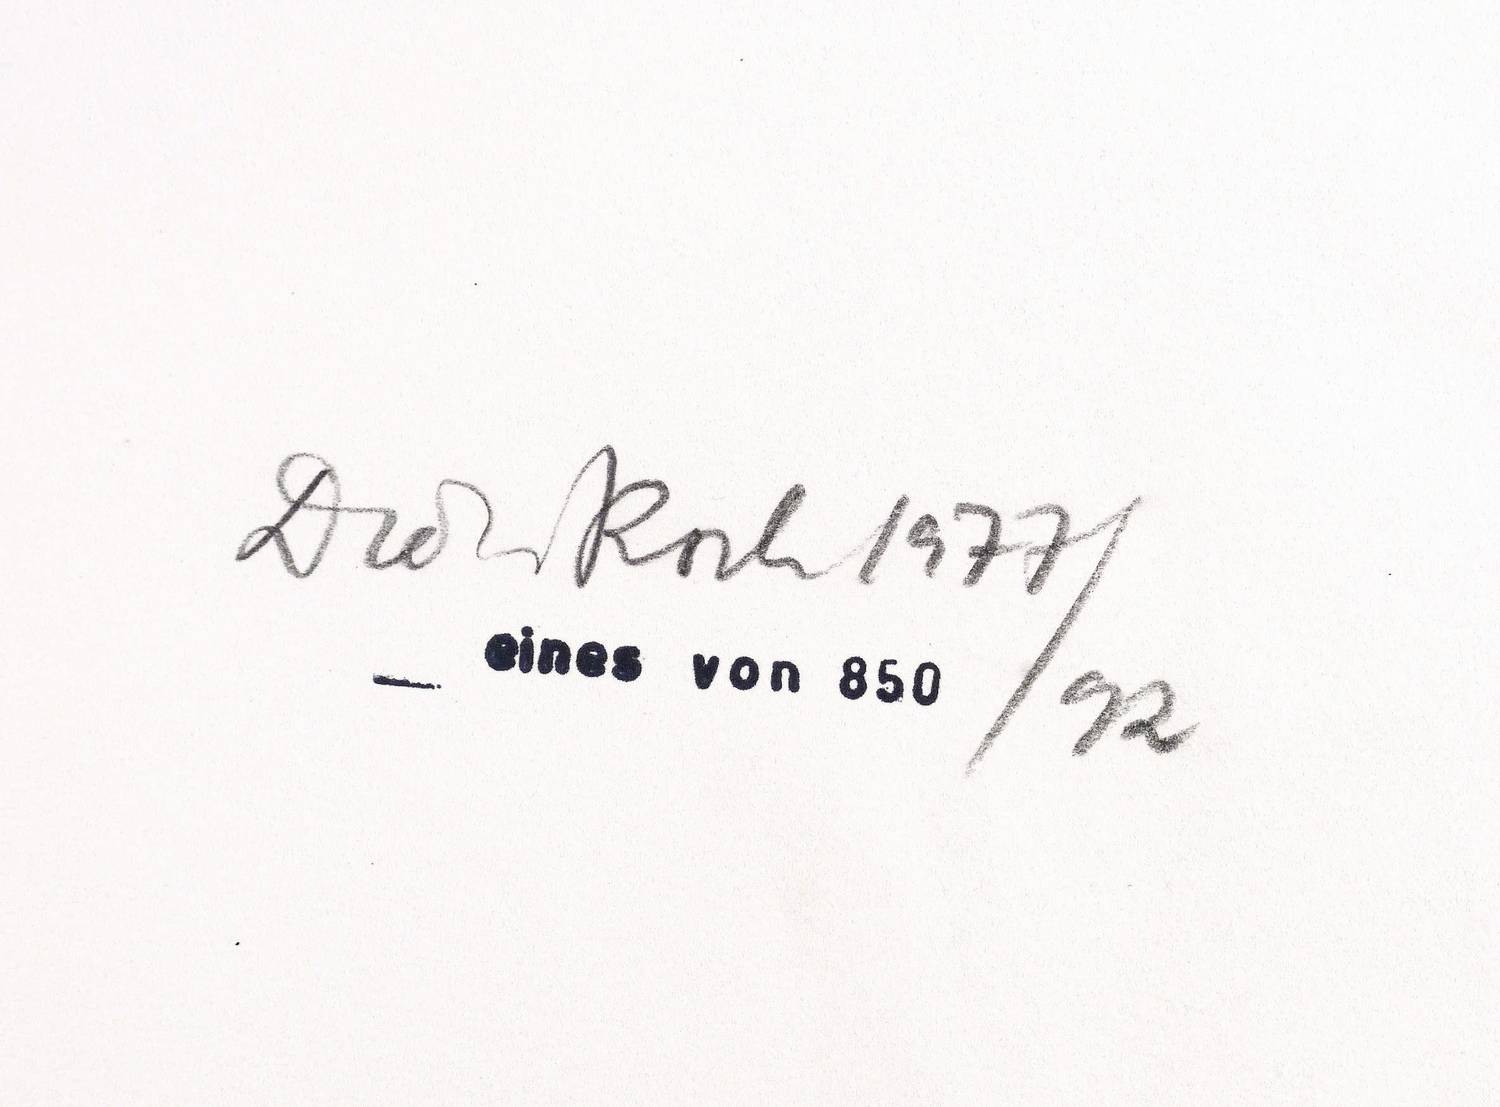 Dieter Roth 1977/92
eines von 850